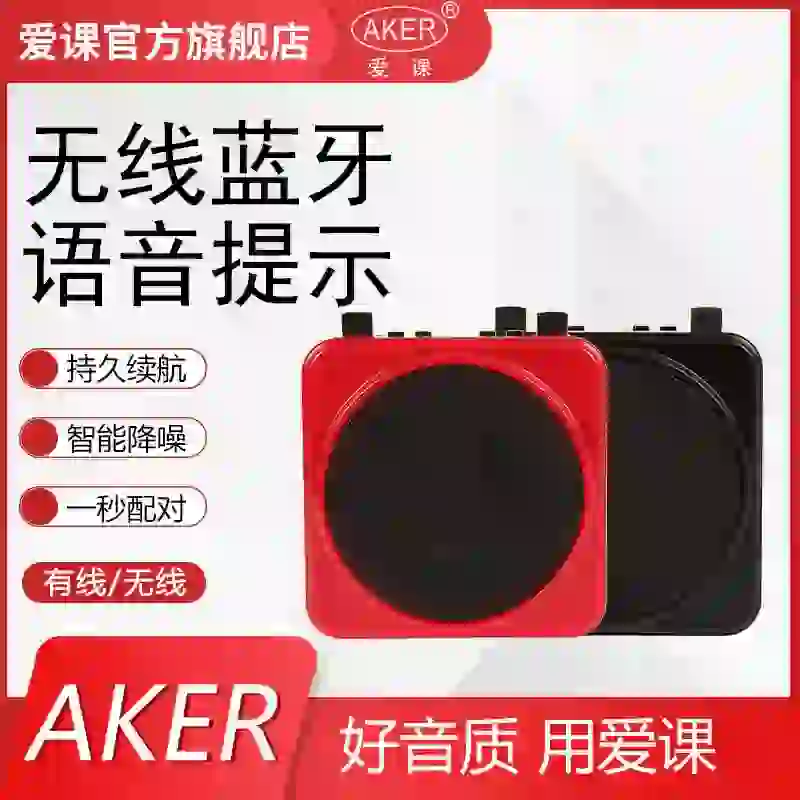 爱课官方旗舰店
AKER®
爱课
无线蓝牙
语音提示
持久续航
智能降噪
一秒配对
有线/无线
AKER
好音质 用爱课